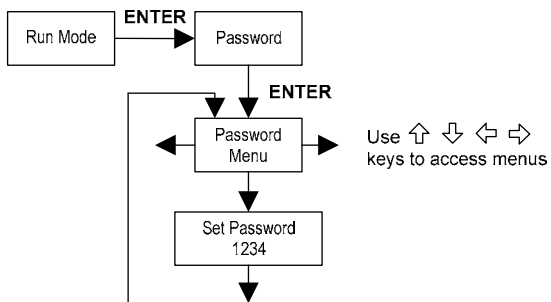 ENTER
Run Mode
Password
ENTER
Password
Menu
Use ⇧ ⇩ ⇦ ⇨
keys to access menus
Set Password
1234